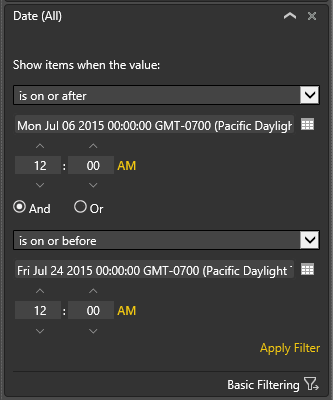 Date (All)
Show items when the value:
is on or after
Mon Jul 06 2015 00:00:00 GMT-0700 (Pacific Dayligh
12 : 00 AM
And Or
is on or before
Fri Jul 24 2015 00:00:00 GMT-0700 (Pacific Daylight
12 : 00 AM
Apply Filter
Basic Filtering